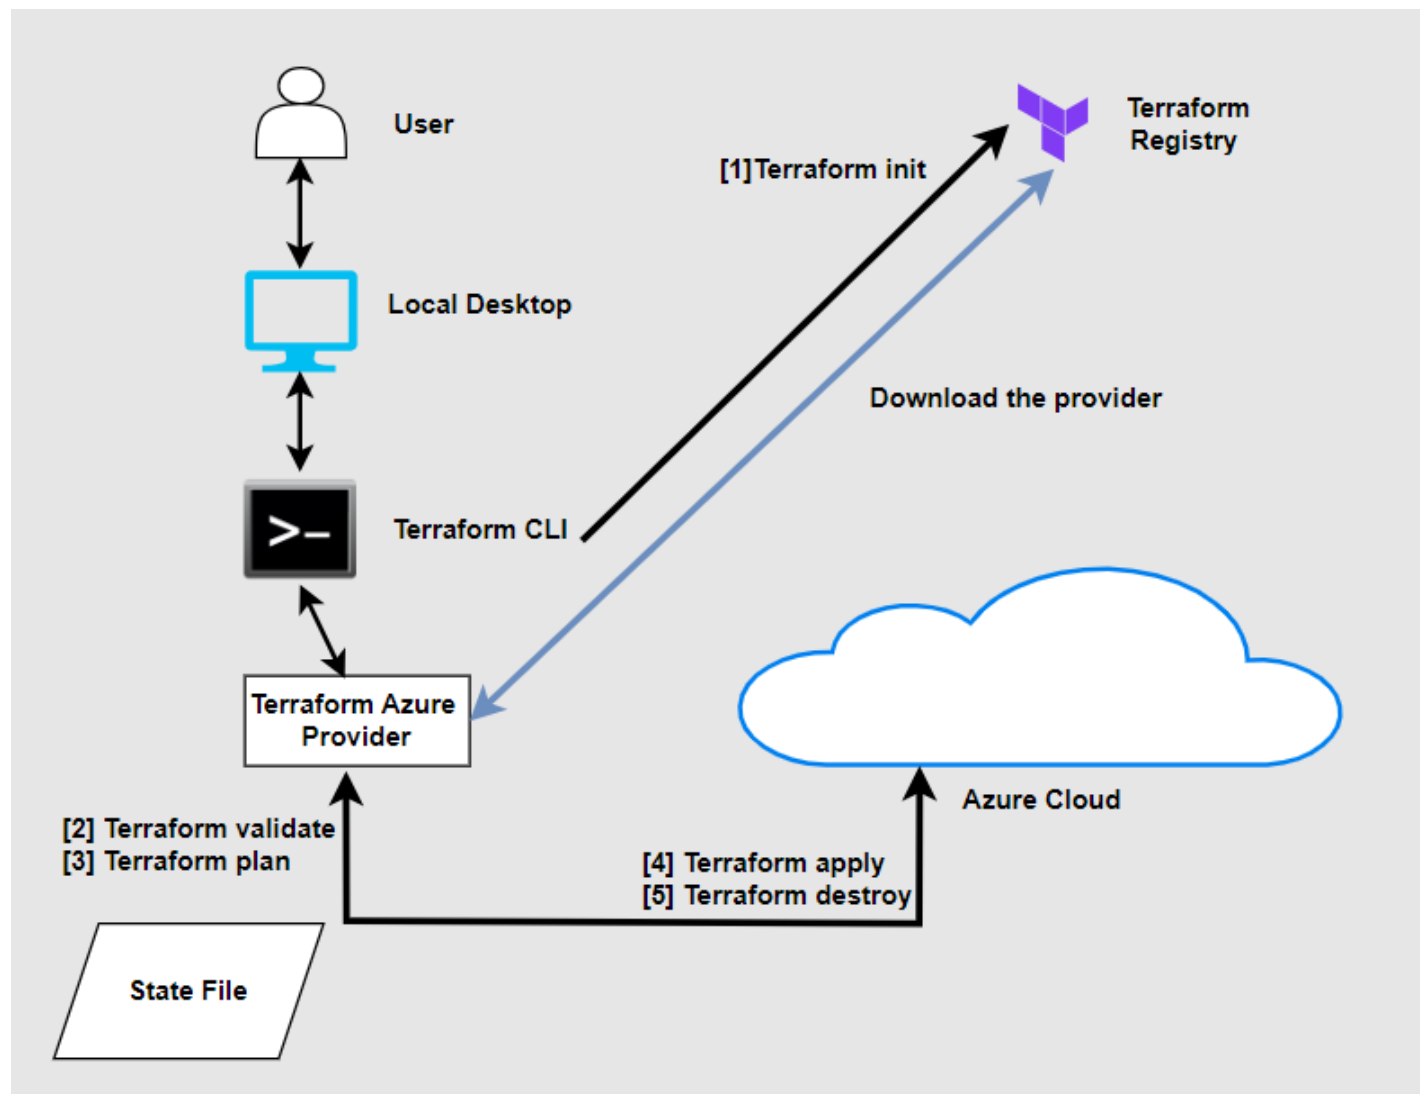 User
Terraform
Registry
[1]Terraform init
Local Desktop
Download the provider
>_
Terraform CLI
Terraform Azure
Provider
Azure Cloud
[2] Terraform validate
[3] Terraform plan
[4] Terraform apply
[5] Terraform destroy
State File